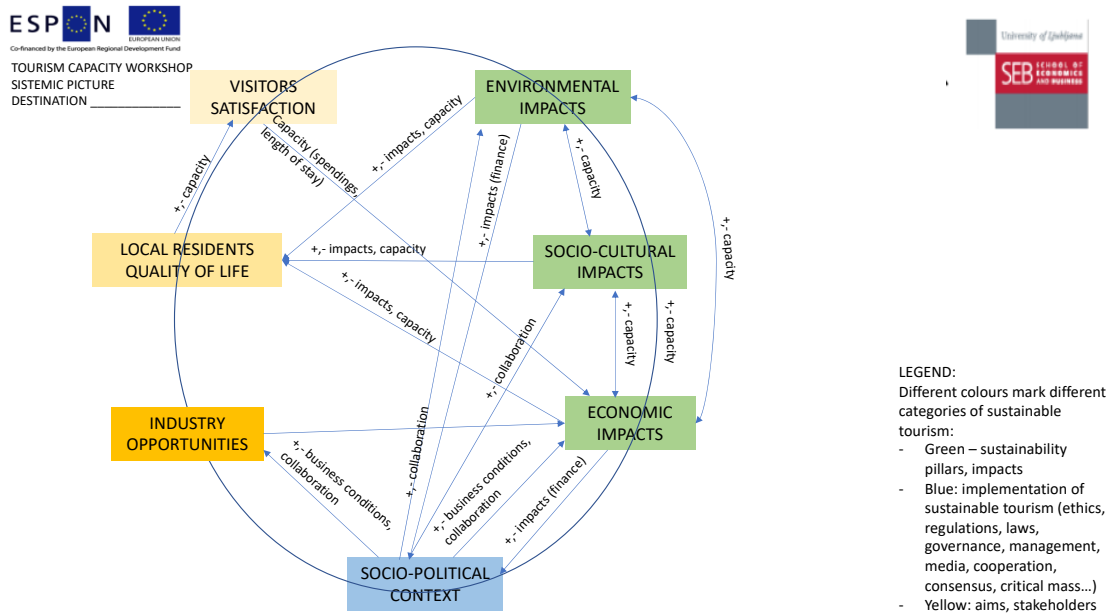 ESPON
EUROPEAN UNION
Co-financed by the European Regional Development Fund
TOURISM CAPACITY WORKSHOP
SISTEMIC PICTURE
DESTINATION _____________
University of Ljubljana
SEB SCHOOL OF
ECONOMICS
AND BUSINESS
VISITORS
SATISFACTION
ENVIRONMENTAL
IMPACTS
Capacity (spendings,
length of stay)
+,- impacts, capacity
+,- impacts (finance)
+,- capacity
+,- capacity
+,- capacity
LOCAL RESIDENTS
QUALITY OF LIFE
+,- impacts, capacity
SOCIO-CULTURAL
IMPACTS
+,- impacts, capacity
+,- collaboration
+,- capacity
+,- capacity
INDUSTRY
OPPORTUNITIES
ECONOMIC
IMPACTS
+,- business conditions,
collaboration
+,- collaboration
+,- business conditions,
collaboration
+,- impacts (finance)
SOCIO-POLITICAL
CONTEXT
LEGEND:
Different colours mark different
categories of sustainable
tourism:
- Green – sustainability
pillars, impacts
- Blue: implementation of
sustainable tourism (ethics,
regulations, laws,
governance, management,
media, cooperation,
consensus, critical mass…)
- Yellow: aims, stakeholders